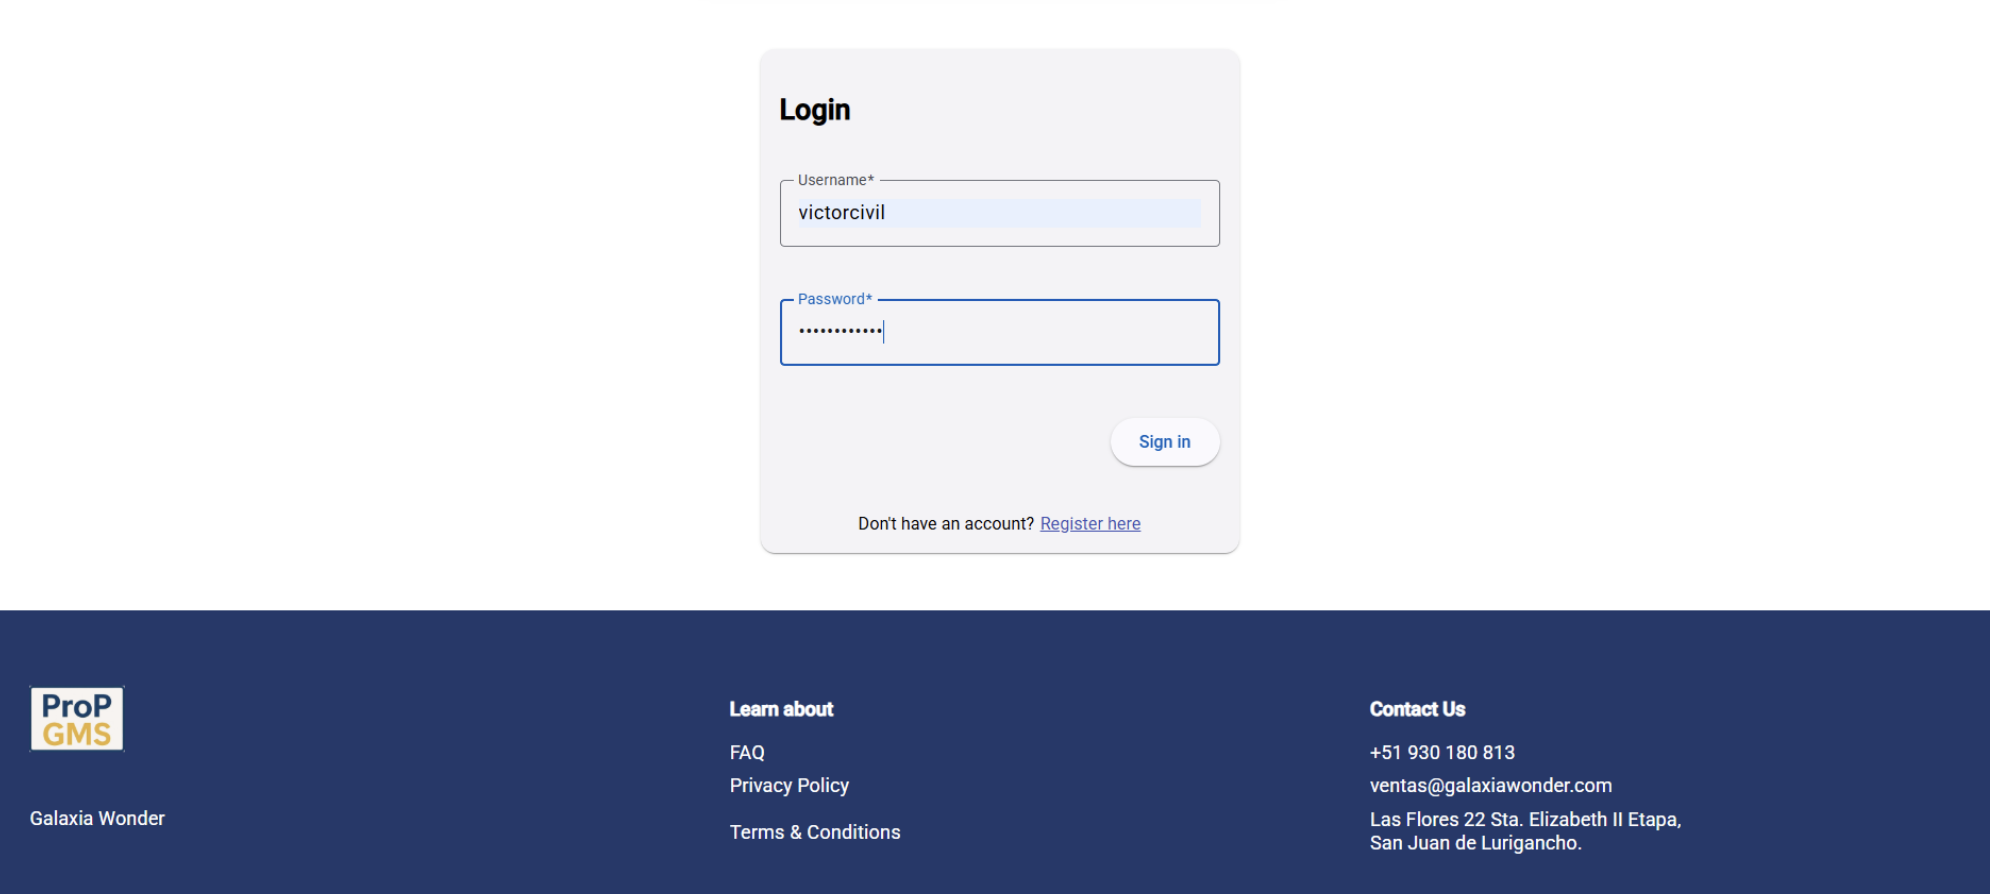 Login
Username*
victorcivil
Password*
••••••••••••
Sign in
Don't have an account? Register here
ProP
GMS
Galaxia Wonder
Learn about
FAQ
Privacy Policy
Terms & Conditions
Contact Us
+51 930 180 813
ventas@galaxiawonder.com
Las Flores 22 Sta. Elizabeth II Etapa,
San Juan de Lurigancho.